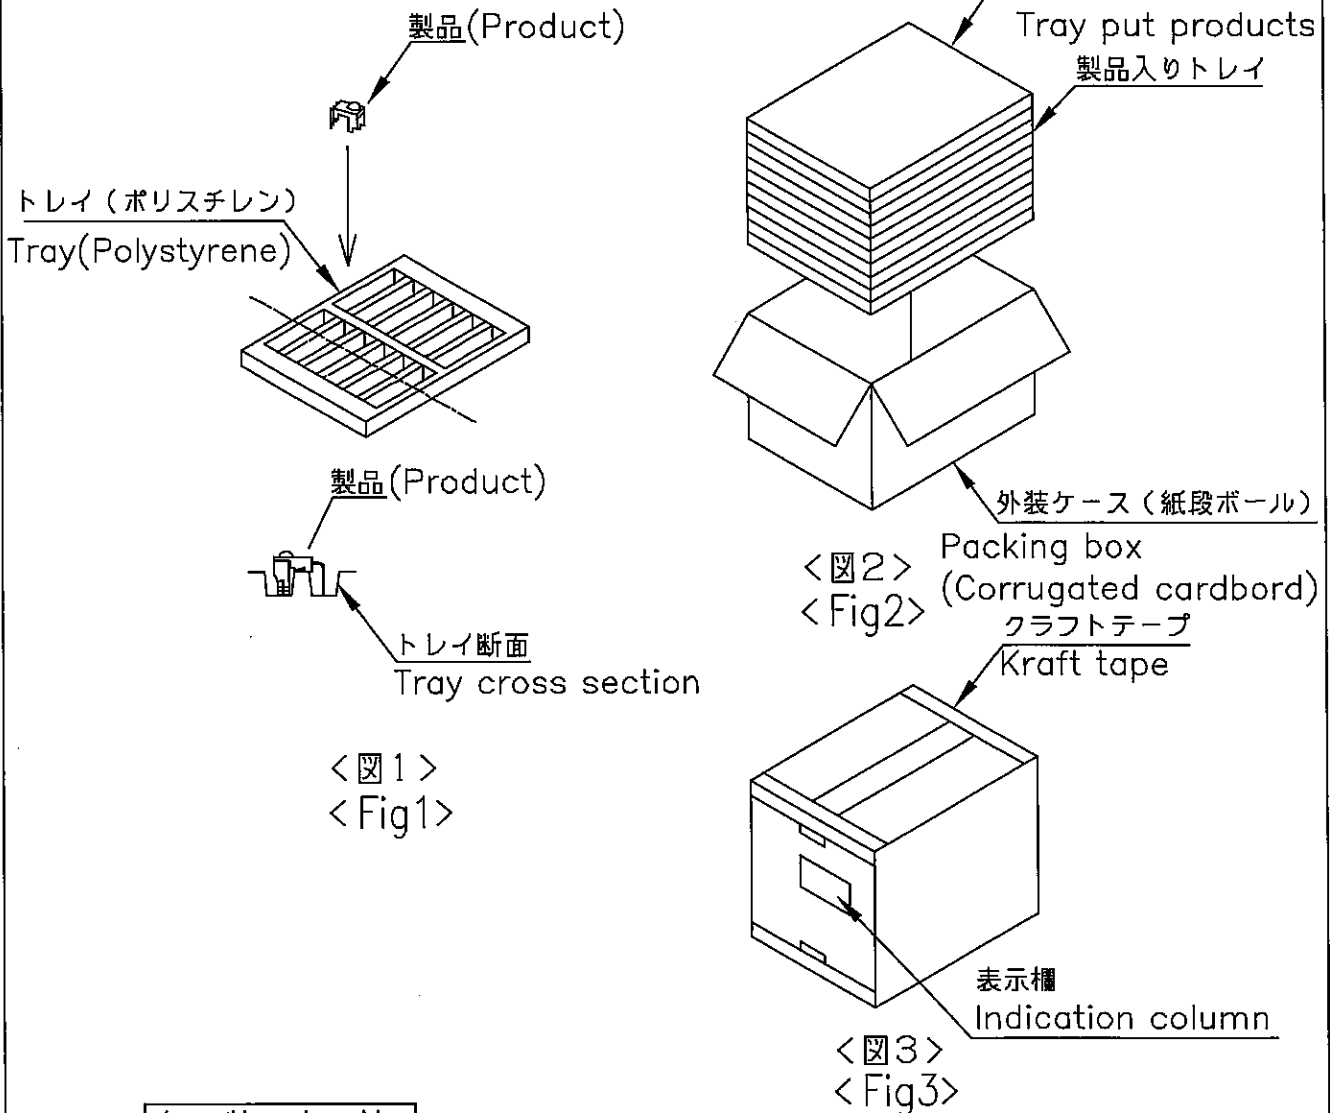 製品(Product)
トレイ(ポリスチレン)
Tray(Polystyrene)
製品(Product)
トレイ断面
Tray cross section
<図1>
<Fig1>
Tray put products
製品入りトレイ
外装ケース(紙段ボール)
Packing box
(Corrugated cardbord)
<図2>
<Fig2>
クラフトテープ
Kraft tape
表示欄
Indication column
<図3>
<Fig3>